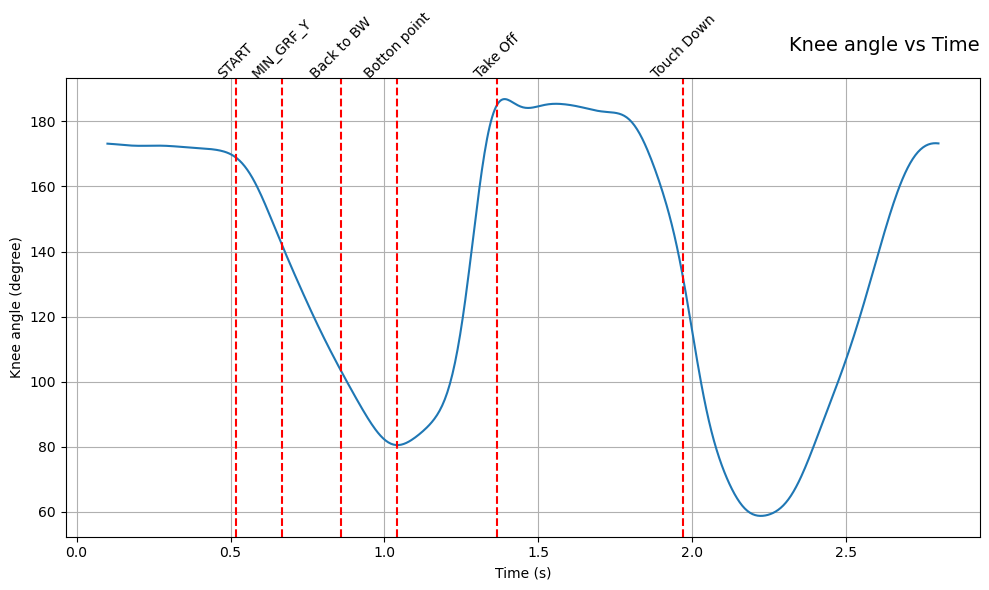 Knee angle vs Time
START
MIN_GRF_Y
Back to BW
Botton point
Take Off
Touch Down
Knee angle (degree)
180
160
140
120
100
80
60
0.0
0.5
1.0
1.5
2.0
2.5
Time (s)